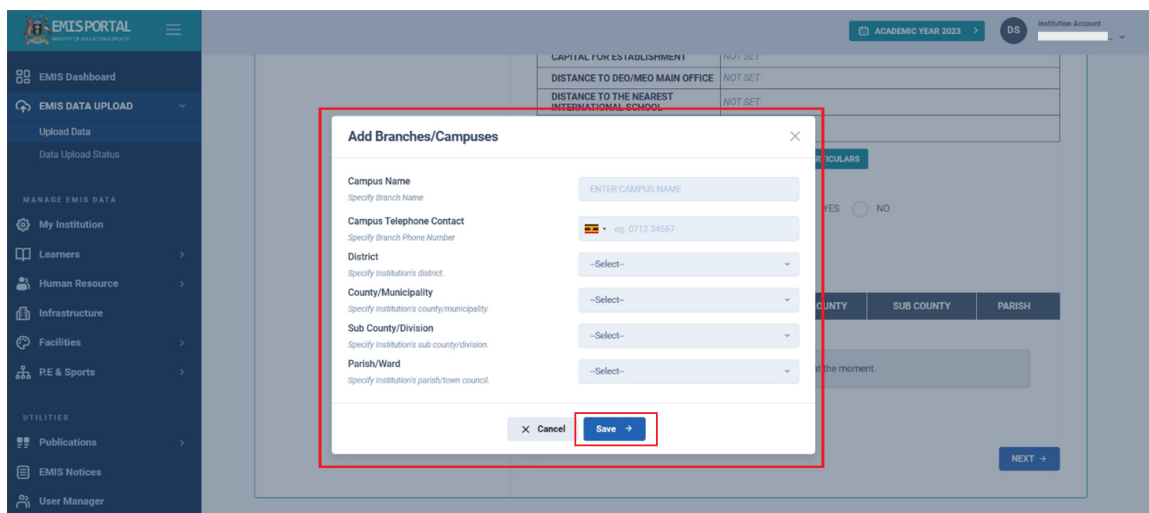 EMIS PORTAL
MINISTRY OF EDUCATION & SPORTS
ACADEMIC YEAR 2023
DS
Institution Account
EMIS Dashboard
EMIS DATA UPLOAD
Upload Data
Data Upload Status
MANAGE EMIS DATA
My Institution
Learners
Human Resource
Infrastructure
Facilities
P.E & Sports
UTILITIES
Publications
EMIS Notices
User Manager
CAPITAL FOR ESTABLISHMENT NOT SET
DISTANCE TO DEO/MEO MAIN OFFICE NOT SET
DISTANCE TO THE NEAREST
INTERNATIONAL SCHOOL NOT SET
Add Branches/Campuses
Campus Name
Specify Branch Name
ENTER CAMPUS NAME
Campus Telephone Contact
Specify Branch Phone Number
eg. 0712 34567
District
Specify Institution's district.
--Select--
County/Municipality
Specify Institution's county/municipality.
--Select--
Sub County/Division
Specify Institution's sub county/division.
--Select--
Parish/Ward
Specify Institution's parish/town council.
--Select--
Cancel
Save
RTICULARS
YES NO
OUNTY SUB COUNTY PARISH
at the moment.
NEXT